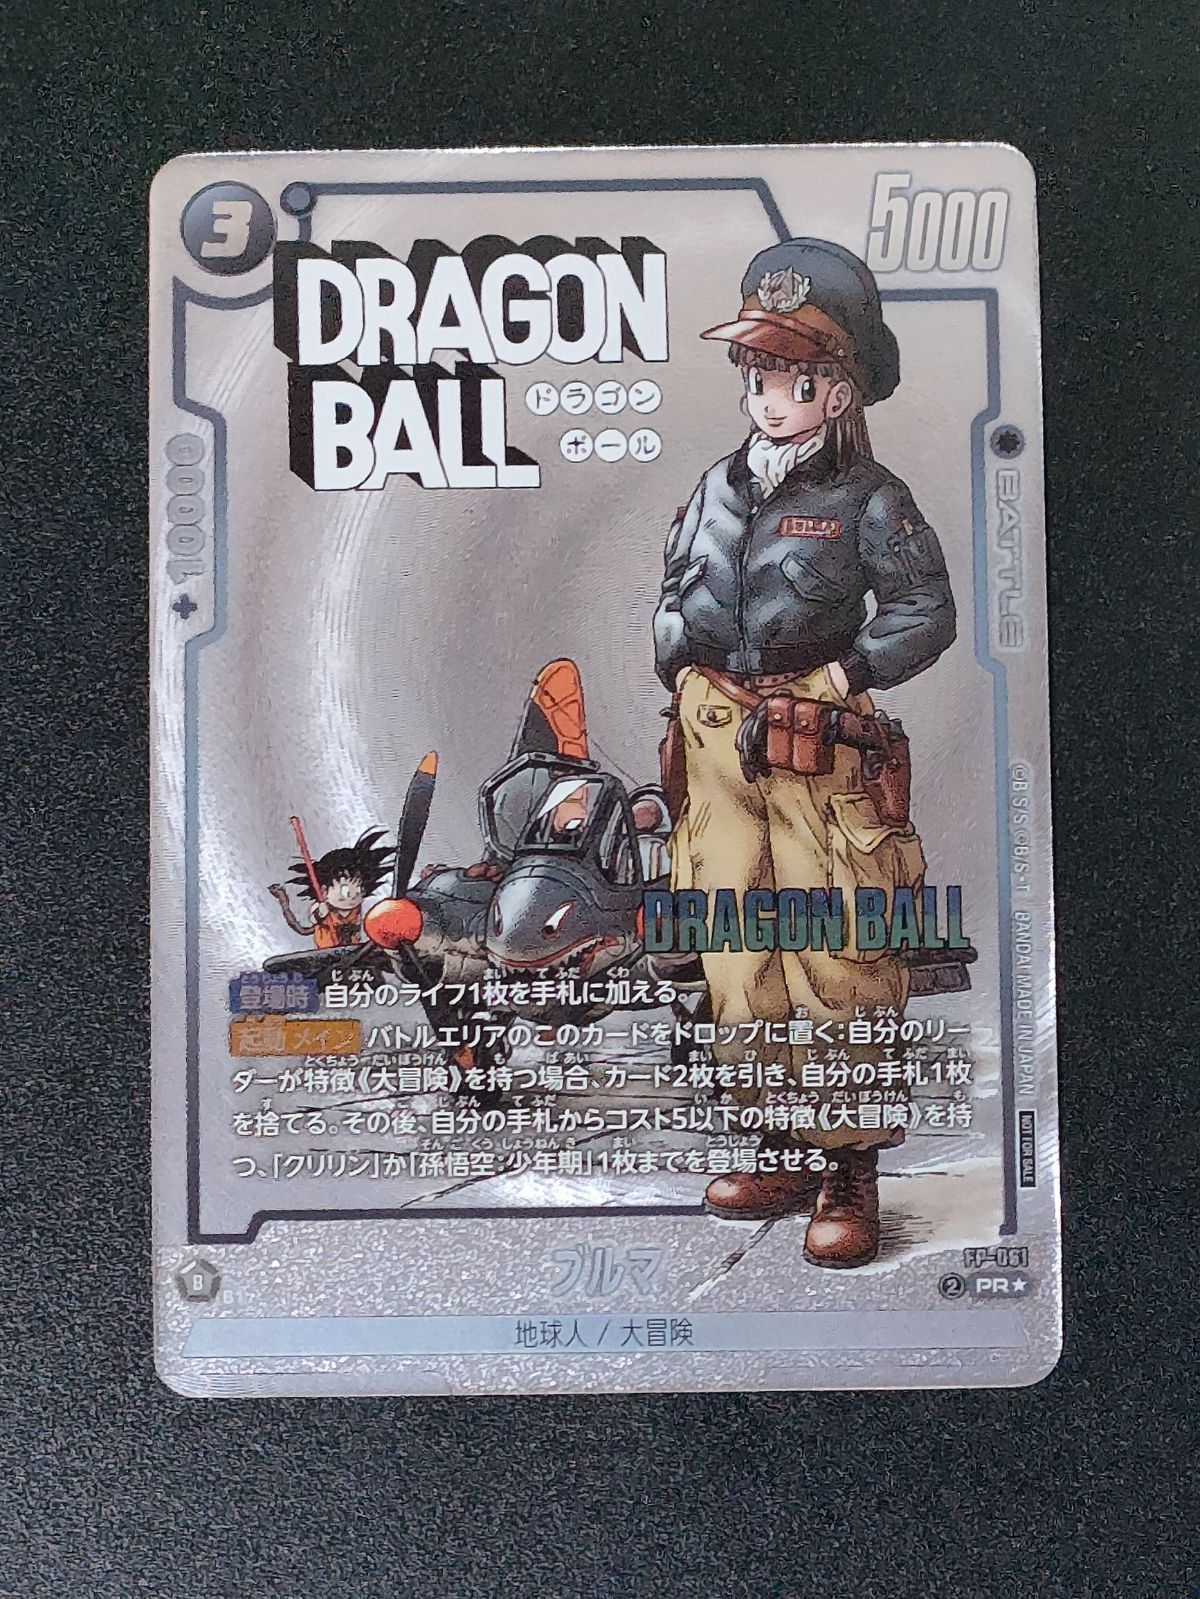 3
5000
DRAGON
BALL
ドラゴン
ボール
+10000
BATTLE
DRAGON BALL
登場時 自分のライフ1枚を手札に加える。
起動メイン バトルエリアのこのカードをドロップに置く：自分のリー
ダーが特徴《大冒険》を持つ場合、カード2枚を引き、自分の手札1枚
を捨てる。その後、自分の手札からコスト5以下の特徴《大冒険》を持
つ、「クリリン」か「孫悟空：少年期」1枚までを登場させる。
©B S/S ©B/S・T BANDAI MADE IN JAPAN NOT FOR SALE
ブルマ
FP-061
② PR★
B
B1
地球人 / 大冒険